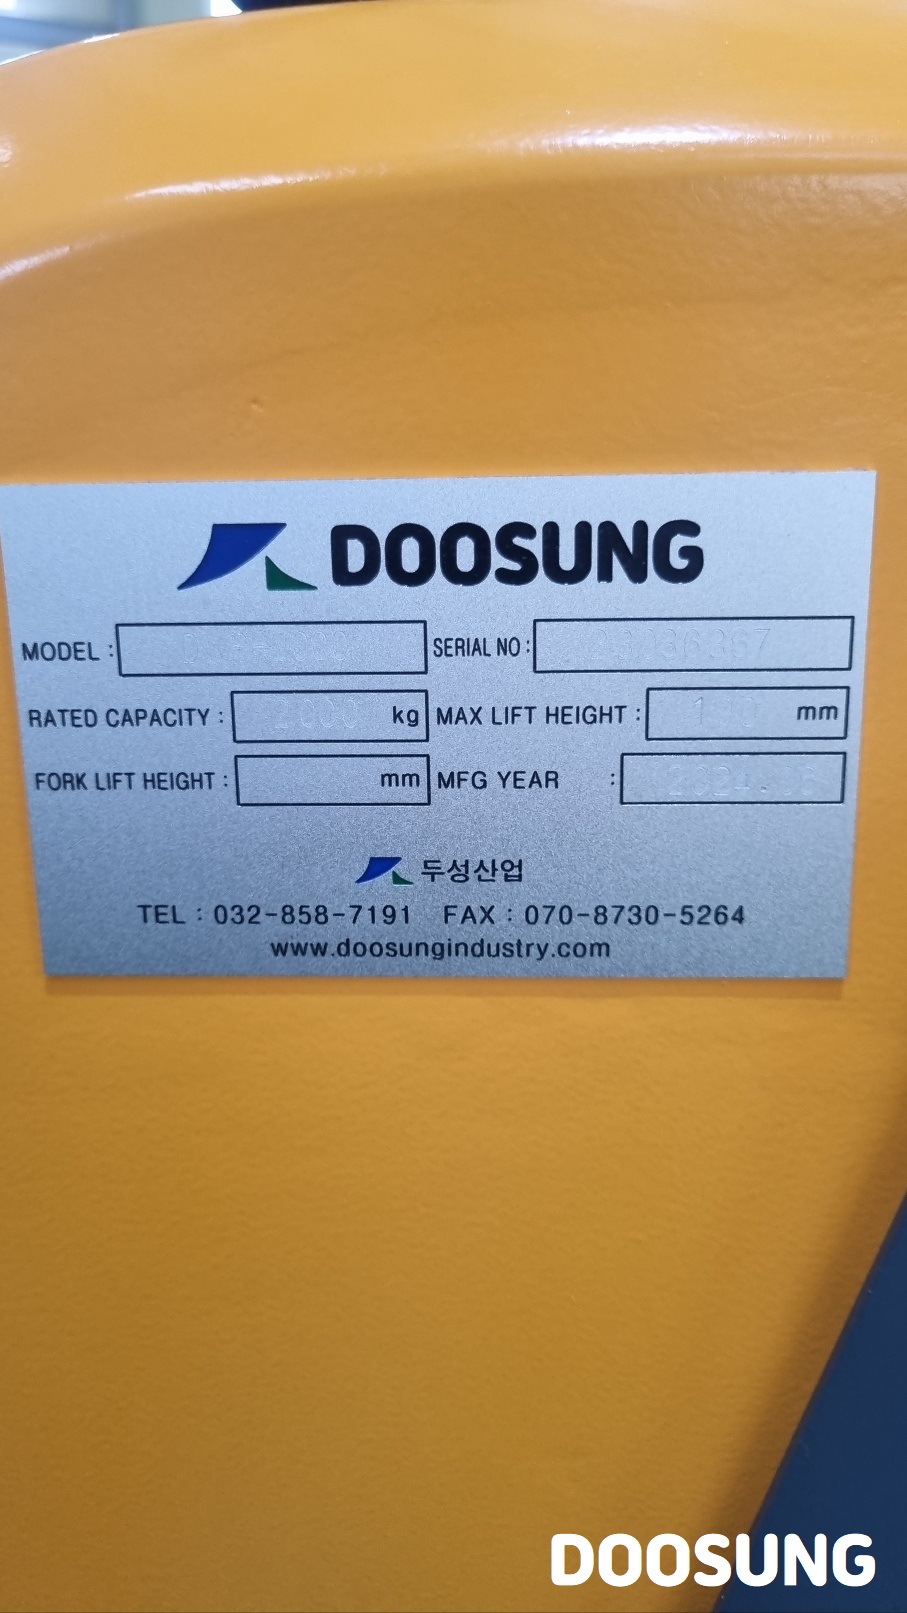 DOOSUNG
MODEL : SERIAL NO :
RATED CAPACITY : 2000 kg MAX LIFT HEIGHT : mm
FORK LIFT HEIGHT : mm MFG YEAR :
두성산업
TEL : 032-858-7191 FAX : 070-8730-5264
www.doosungindustry.com
DOOSUNG